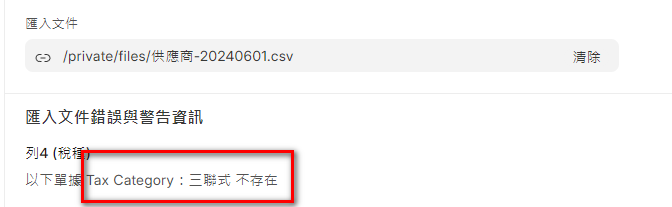 匯入文件
/private/files/供應商-20240601.csv 清除
匯入文件錯誤與警告資訊
列4 (稅種)
以下單據 Tax Category：三聯式 不存在